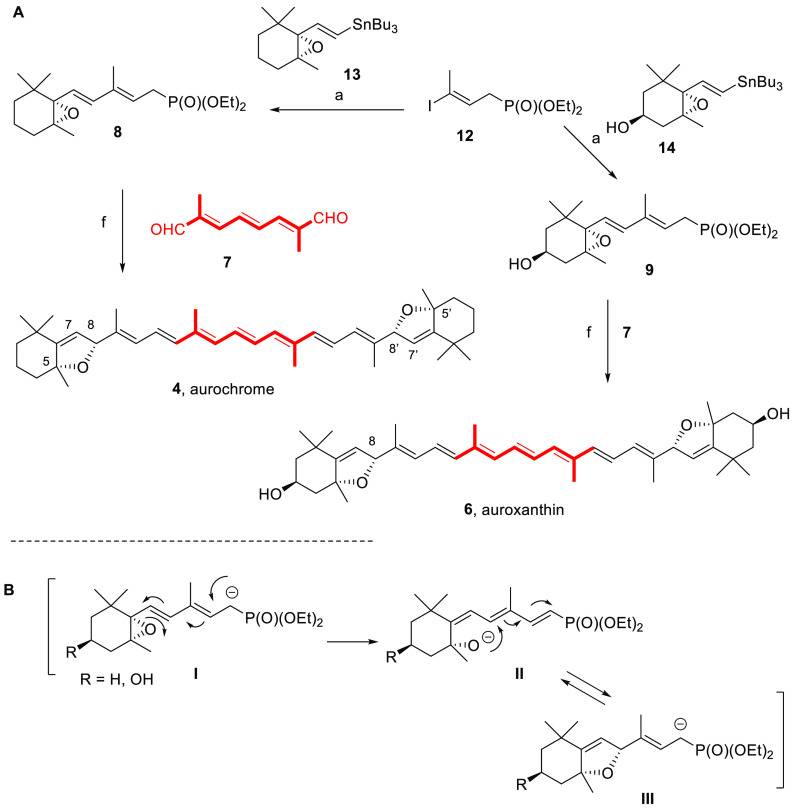 A
SnBu3
O
13
a
P(O)(OEt)2
O
8
I
P(O)(OEt)2
12
SnBu3
O
HO
14
a
f
OHC
CHO
7
P(O)(OEt)2
O
HO
9
7
8
5
O
O
5'
8'
7'
4, aurochrome
f
7
8
O
HO
O
OH
6, auroxanthin
B
⊖
P(O)(OEt)2
O
R
R = H, OH
I
P(O)(OEt)2
O
⊖
R
II
⊖
P(O)(OEt)2
O
R
III